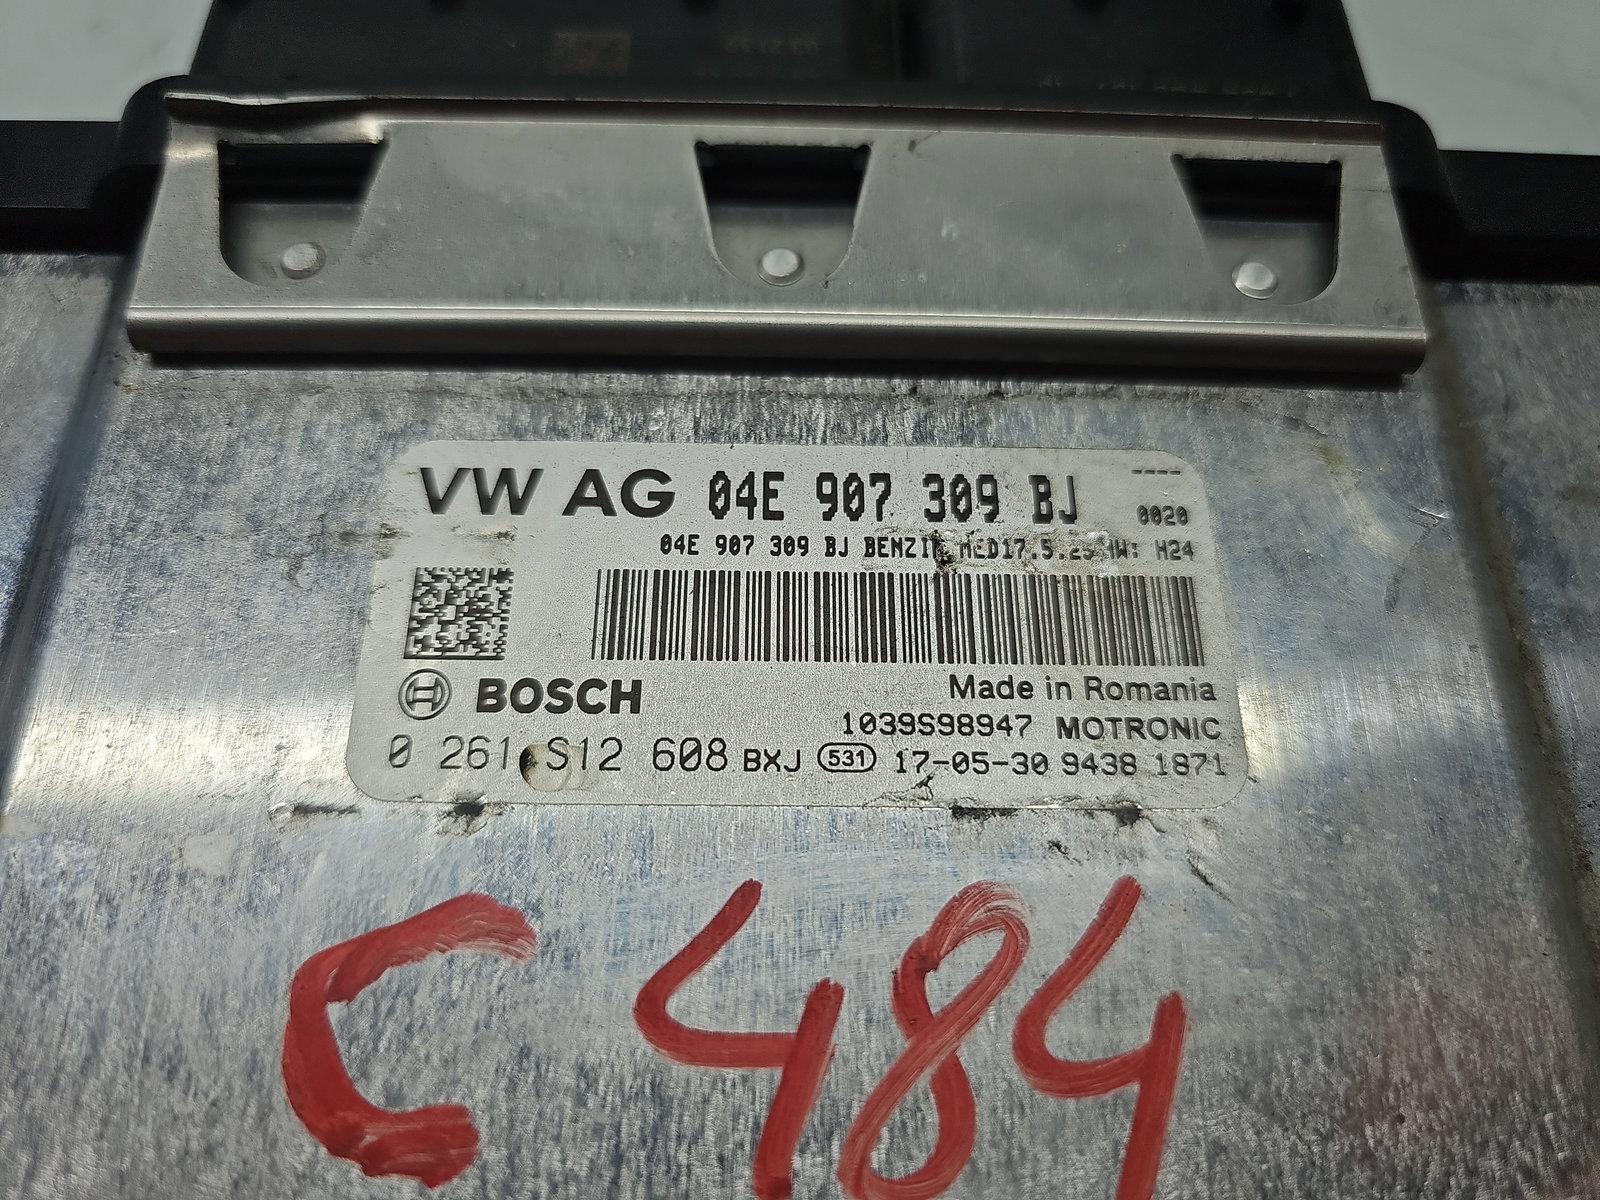 VW AG 04E 907 309 BJ
----
0020
04E 907 309 BJ BENZIN MED17.5.25 HW: H24
BOSCH
Made in Romania
1039S98947 MOTRONIC
0 261 S12 608 BXJ 531 17-05-30 9438 1871
C 484